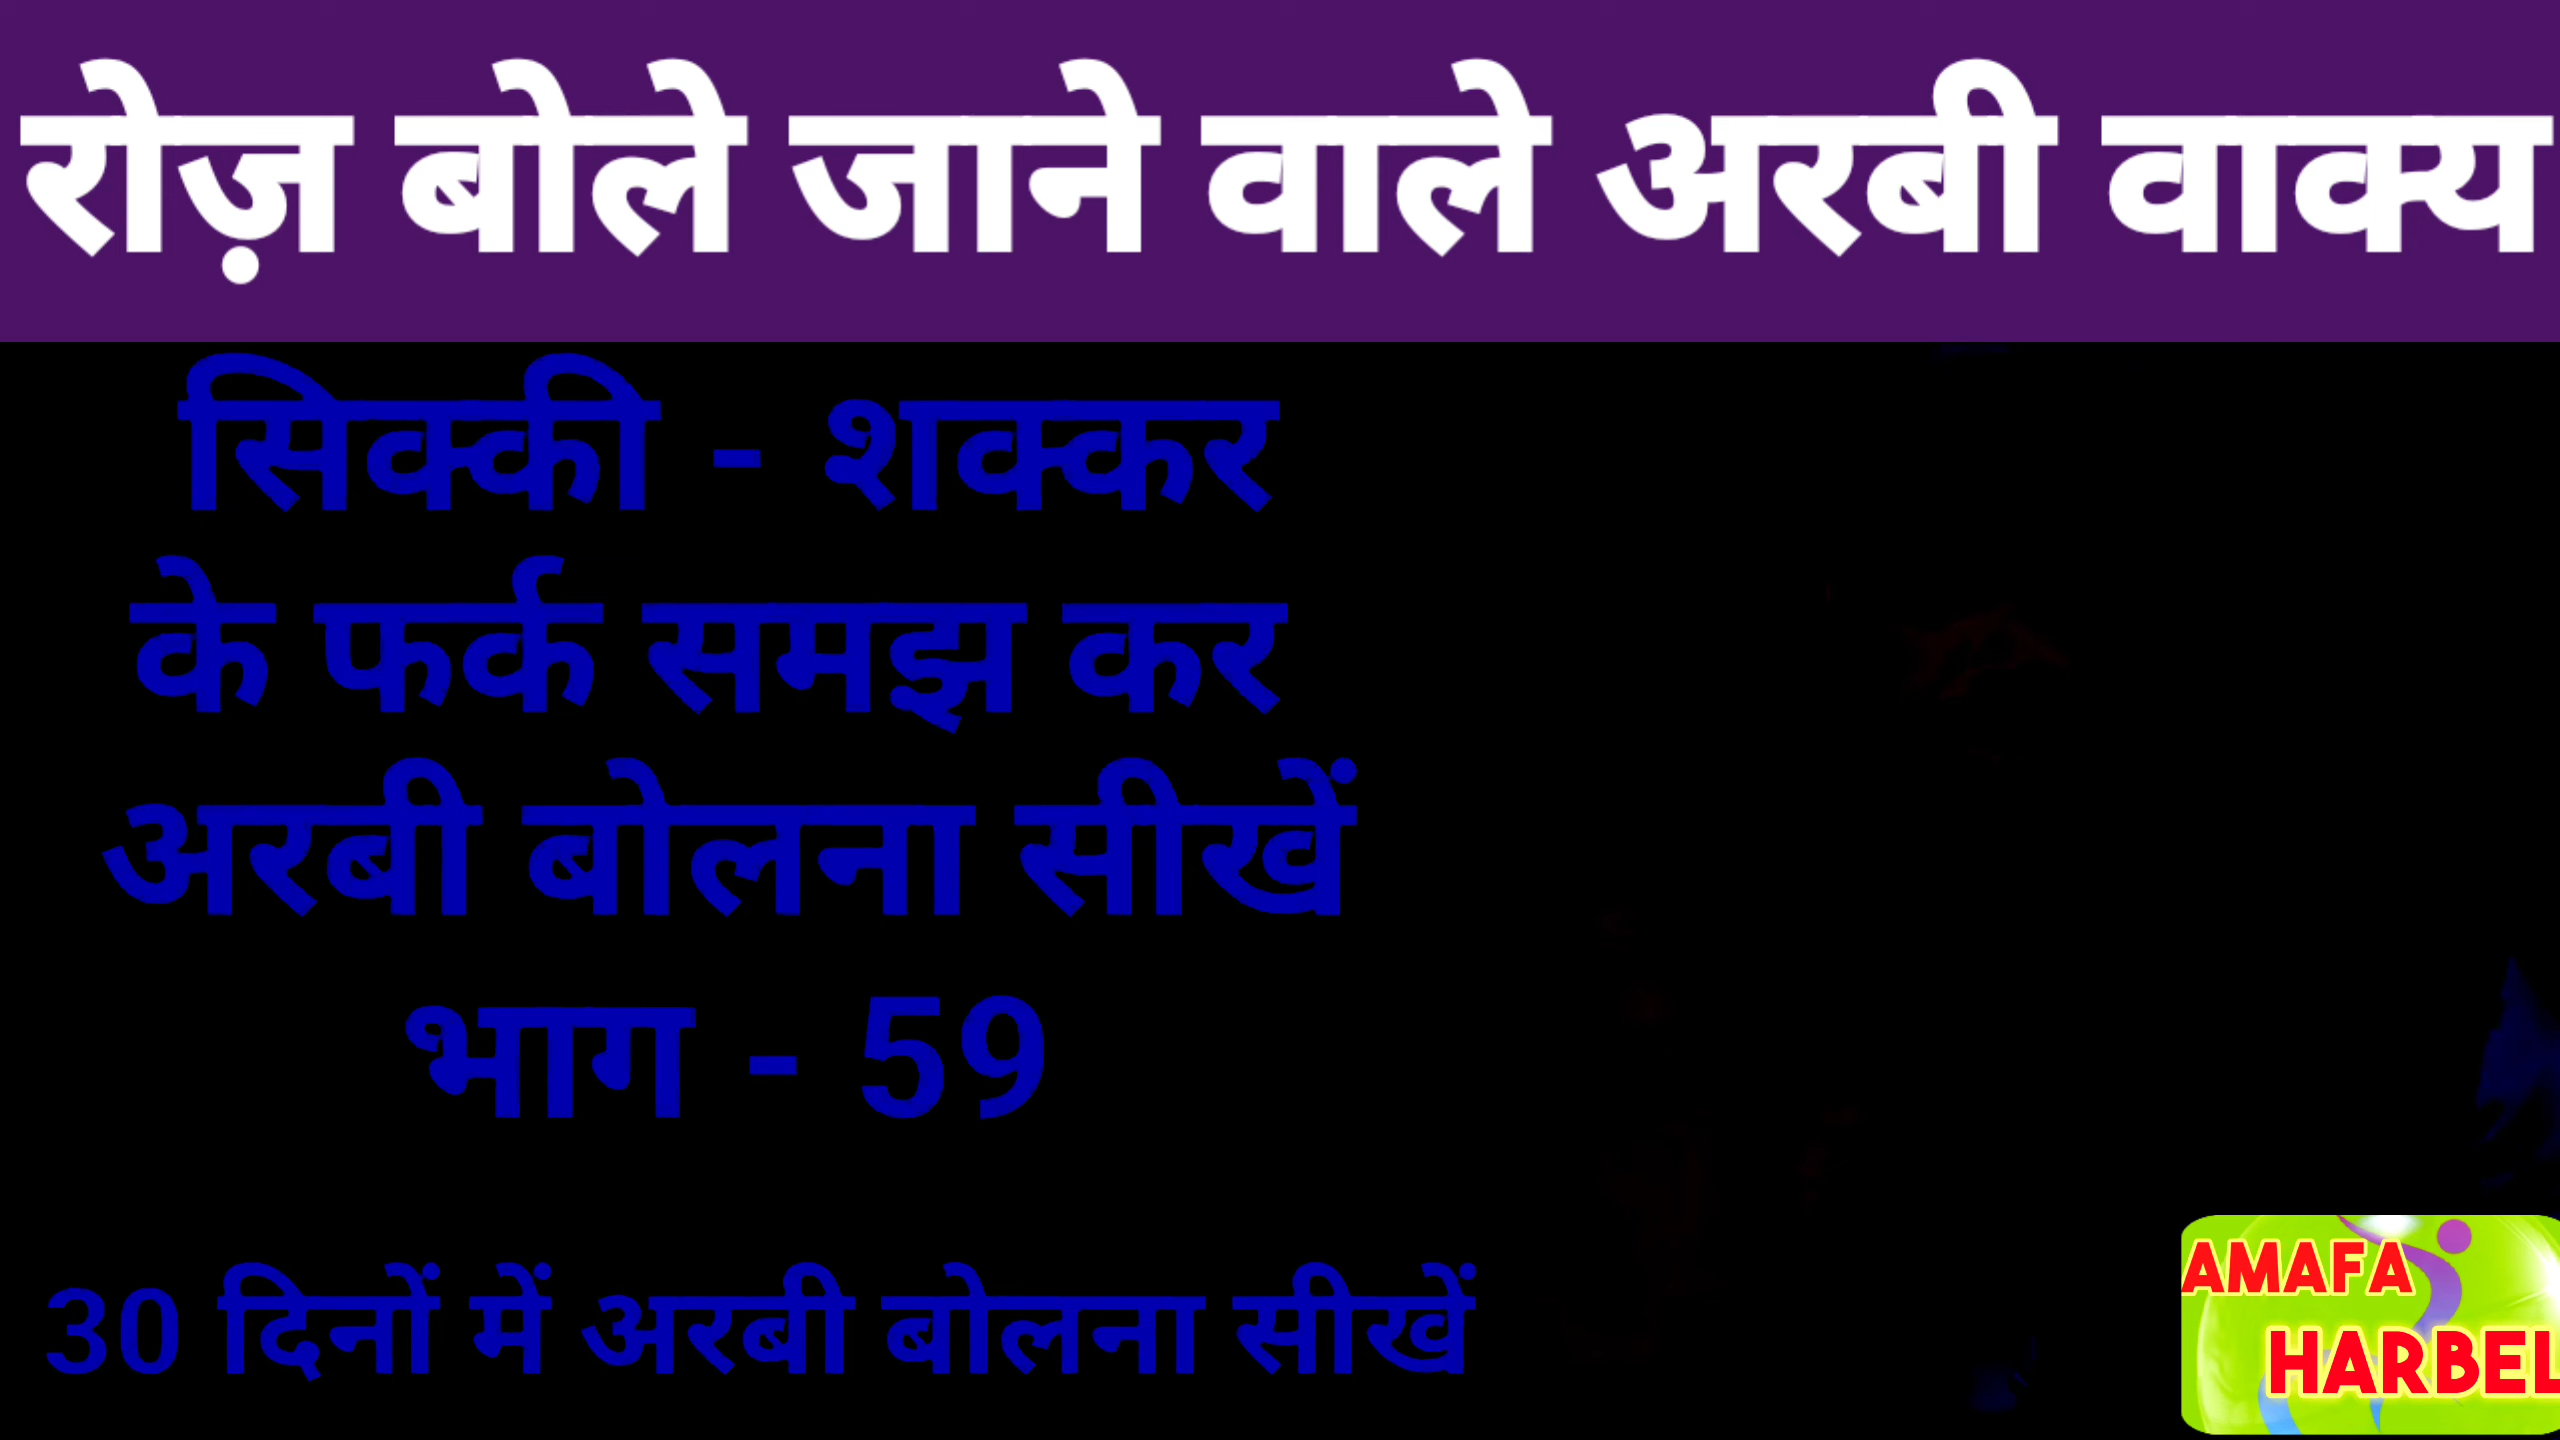 रोज़ बोले जाने वाले अरबी वाक्य
सिक्की - शक्कर
के फर्क समझ कर
अरबी बोलना सीखें
भाग - 59
30 दिनों में अरबी बोलना सीखें
AMAFA
HARBEL